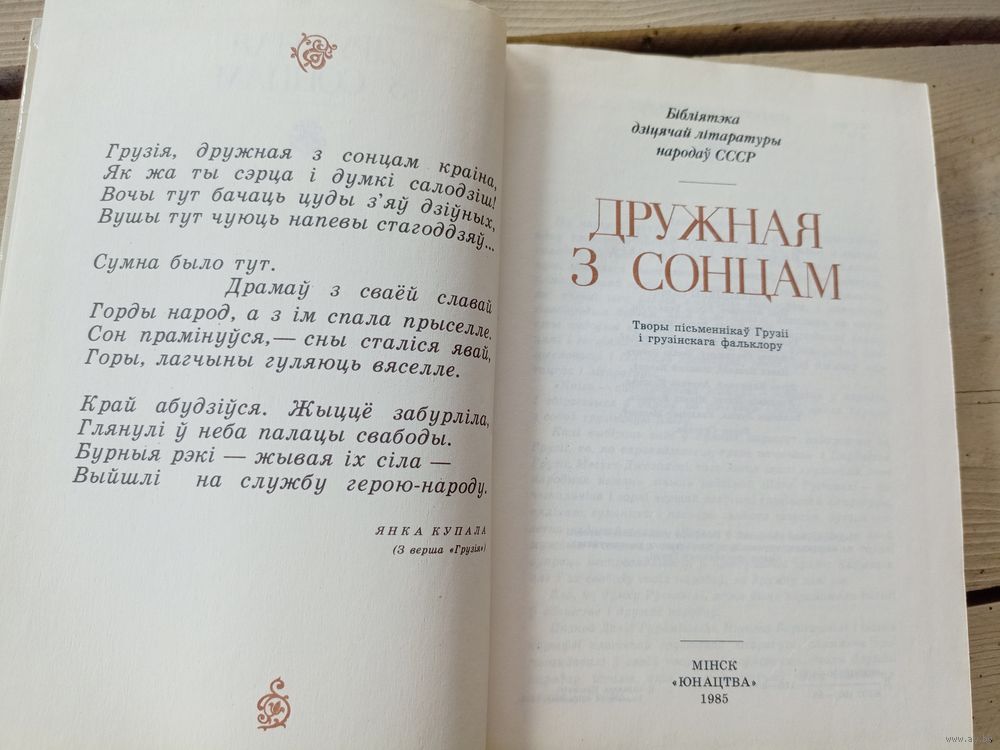 Грузія, дружная з сонцам краіна,
Як жа ты сэрца і думкі салодзіш!
Вочы тут бачаць цуды з'яў дзіўных,
Вушы тут чуюць напевы стагоддзяў...
Сумна было тут.
Драмаў з сваёй славай
Горды народ, а з ім спала прыселле.
Сон прамінуўся,— сны сталіся явай,
Горы, лагчыны гуляюць вяселле.
Край абудзіўся. Жыццё забурліла,
Глянулі ў неба палацы свабоды.
Бурныя рэкі — жывая іх сіла —
Выйшлі на службу герою-народу.
ЯНКА КУПАЛА
(З верша «Грузія»)
Бібліятэка
дзіцячай літаратуры
народаў СССР
ДРУЖНАЯ
З СОНЦАМ
Творы пісьменнікаў Грузіі
і грузінскага фальклору
МІНСК
«ЮНАЦТВА»
1985